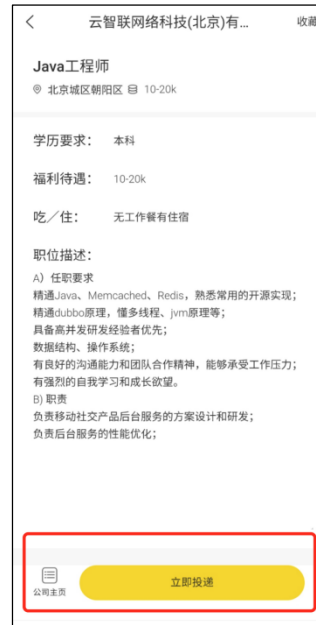 云智联网络科技(北京)有...
收藏
Java工程师
北京城区朝阳区 10-20k
学历要求： 本科
福利待遇： 10-20k
吃／住： 无工作餐有住宿
职位描述：
A）任职要求
精通Java、Memcached、Redis，熟悉常用的开源实现；
精通dubbo原理，懂多线程、jvm原理等；
具备高并发研发经验者优先；
数据结构、操作系统；
有良好的沟通能力和团队合作精神，能够承受工作压力；
有强烈的自我学习和成长欲望。
B) 职责
负责移动社交产品后台服务的方案设计和研发；
负责后台服务的性能优化；
公司主页
立即投递